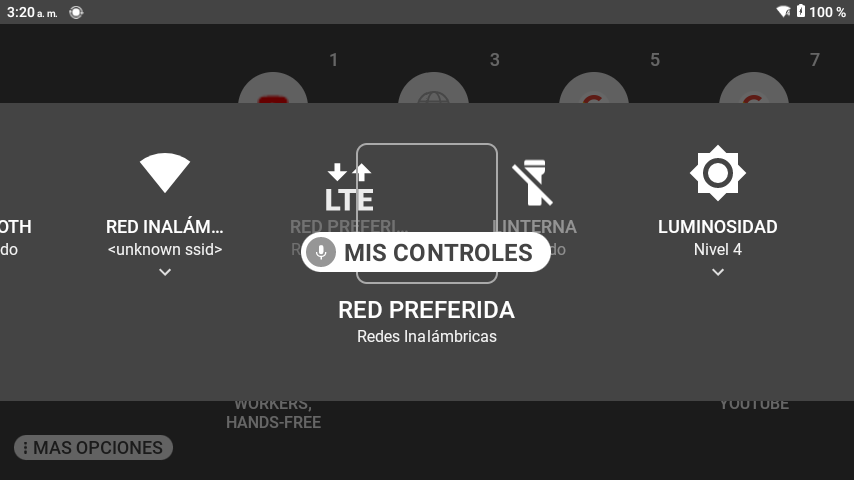 3:20 a. m.
100 %
1
3
5
7
OTH
RED INALÁM…
RED PREFERI…
LINTERNA
LUMINOSIDAD
do
<unknown ssid>
R
do
Nivel 4
MIS CONTROLES
RED PREFERIDA
Redes Inalámbricas
WORKERS,
HANDS-FREE
YOUTUBE
MAS OPCIONES